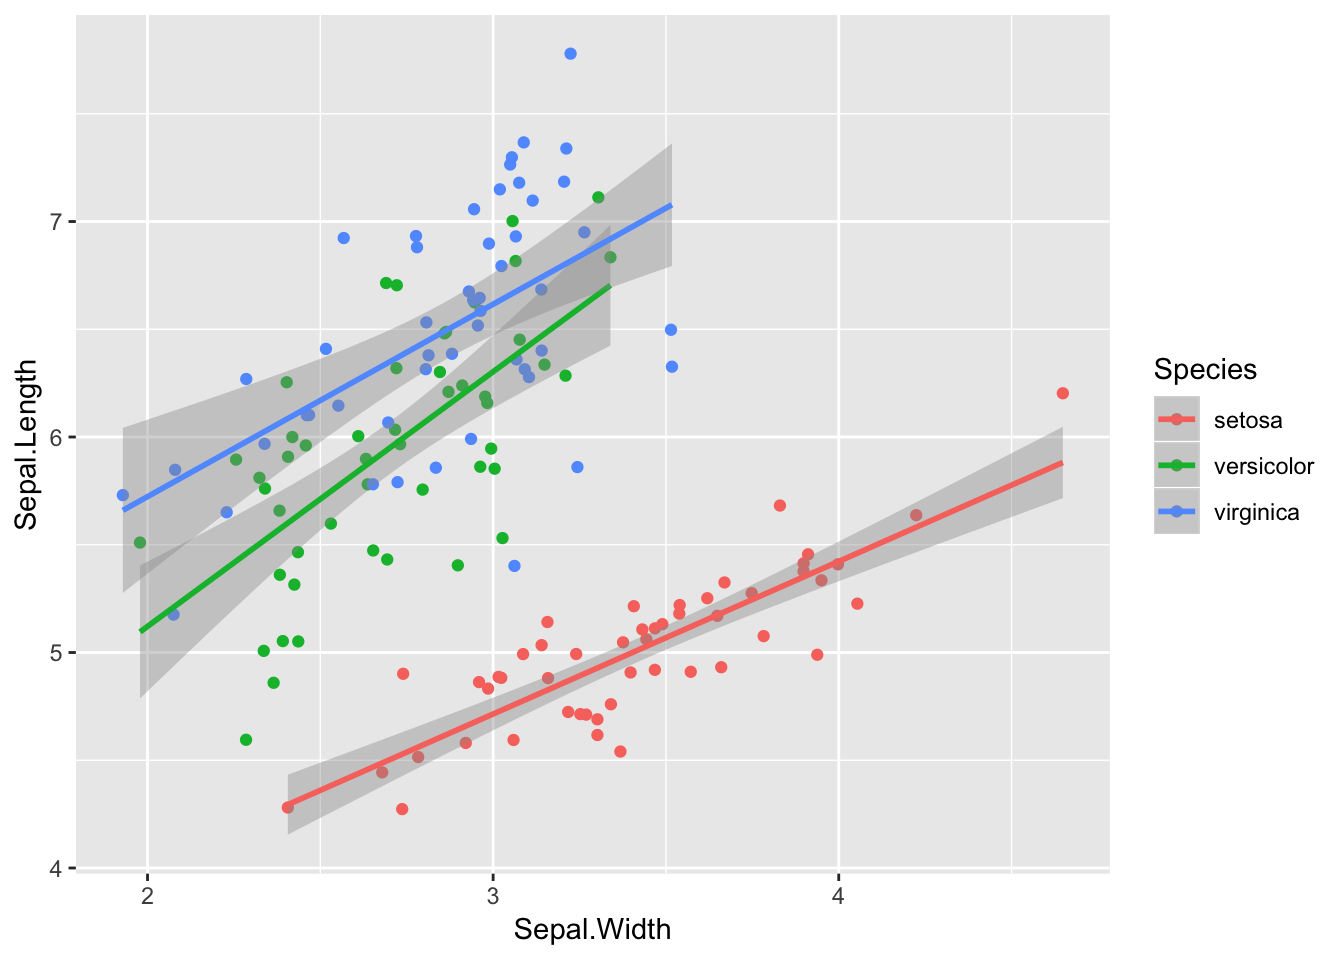 Sepal.Length
7
6
5
4
2 3 4
Sepal.Width
Species
setosa
versicolor
virginica